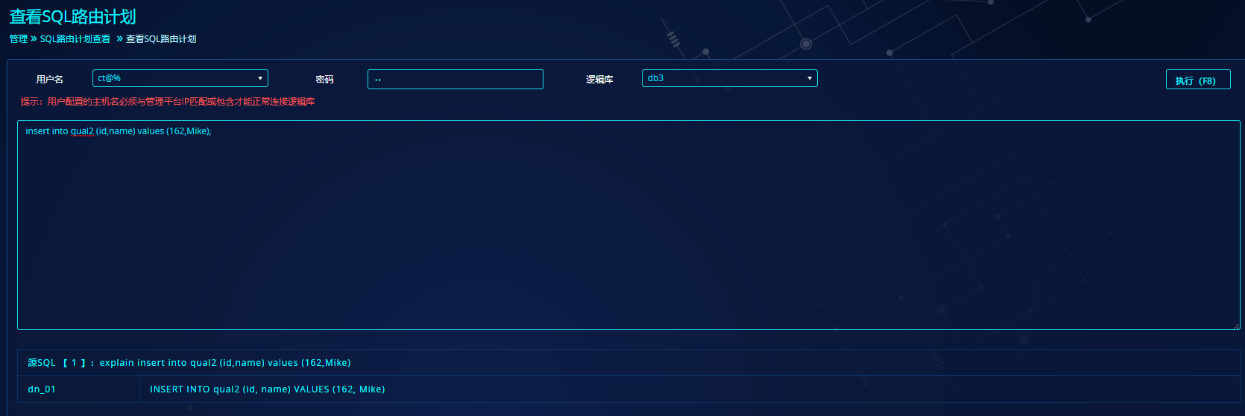 查看SQL路由计划
管理 » SQL路由计划查看 » 查看SQL路由计划
用户名 ct@% 密码 •• 逻辑库 db3 执行（F8）
提示：用户配置的主机名必须与管理平台IP匹配或包含才能正常连接逻辑库
insert into qual2 (id,name) values (162,Mike);
源SQL 【 1 】：explain insert into qual2 (id,name) values (162,Mike)
dn_01 INSERT INTO qual2 (id, name) VALUES (162, Mike)